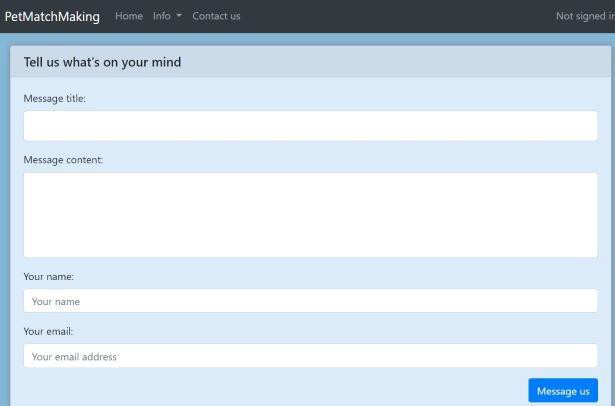 PetMatchMaking Home Info Contact us Not signed in
Tell us what's on your mind
Message title:
Message content:
Your name:
Your name
Your email:
Your email address
Message us